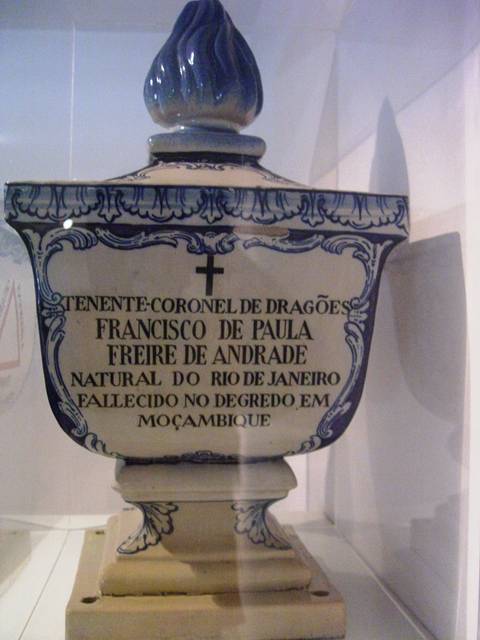 TENENTE-CORONEL DE DRAGÕES
FRANCISCO DE PAULA
FREIRE DE ANDRADE
NATURAL DO RIO DE JANEIRO
FALLECIDO NO DEGREDO EM
MOÇAMBIQUE